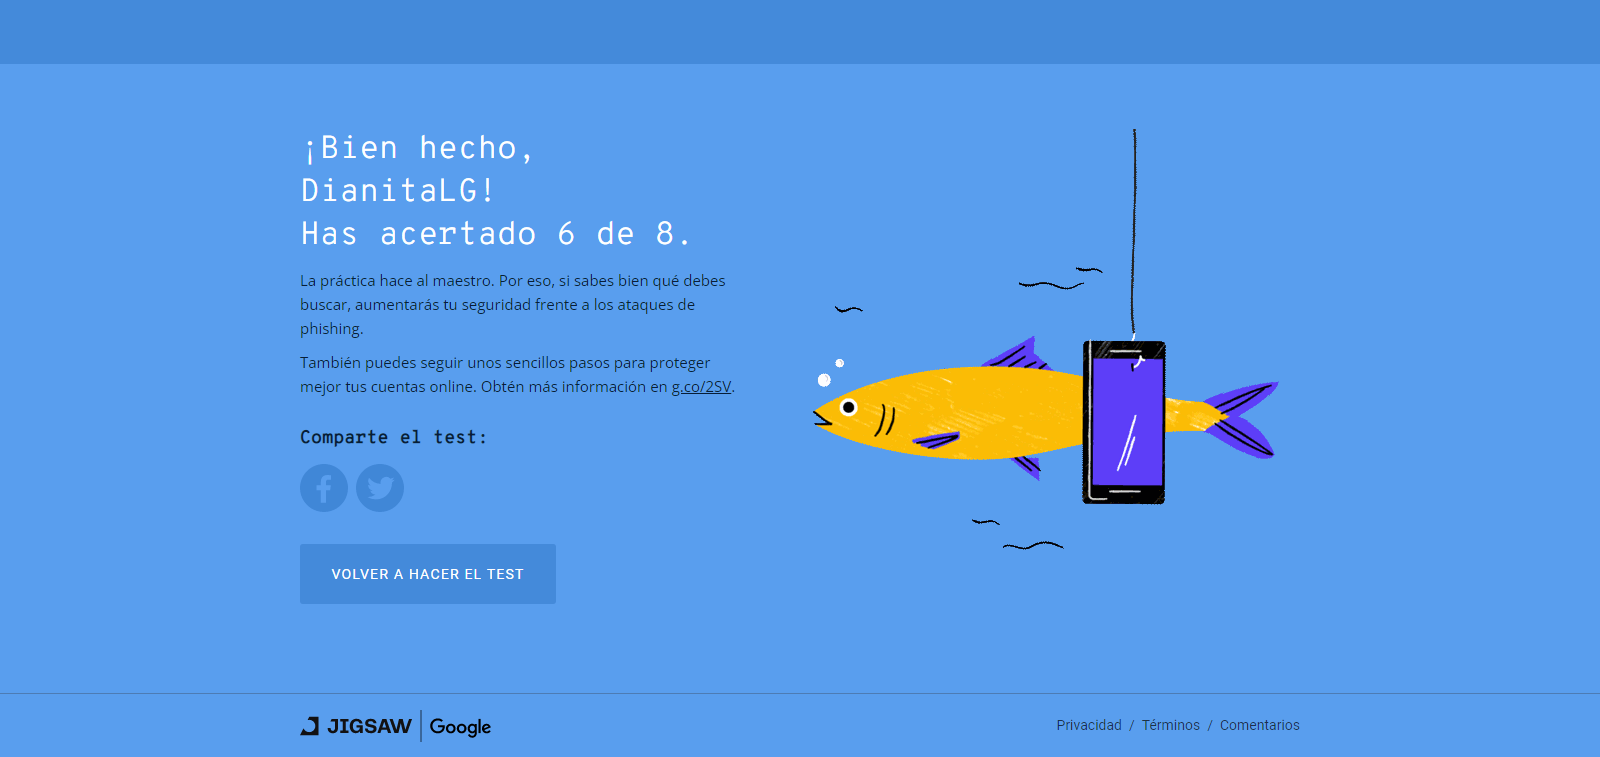 ¡Bien hecho,
DianitaLG!
Has acertado 6 de 8.
La práctica hace al maestro. Por eso, si sabes bien qué debes
buscar, aumentarás tu seguridad frente a los ataques de
phishing.
También puedes seguir unos sencillos pasos para proteger
mejor tus cuentas online. Obtén más información en g.co/2SV.
Comparte el test:
VOLVER A HACER EL TEST
JIGSAW | Google
Privacidad / Términos / Comentarios